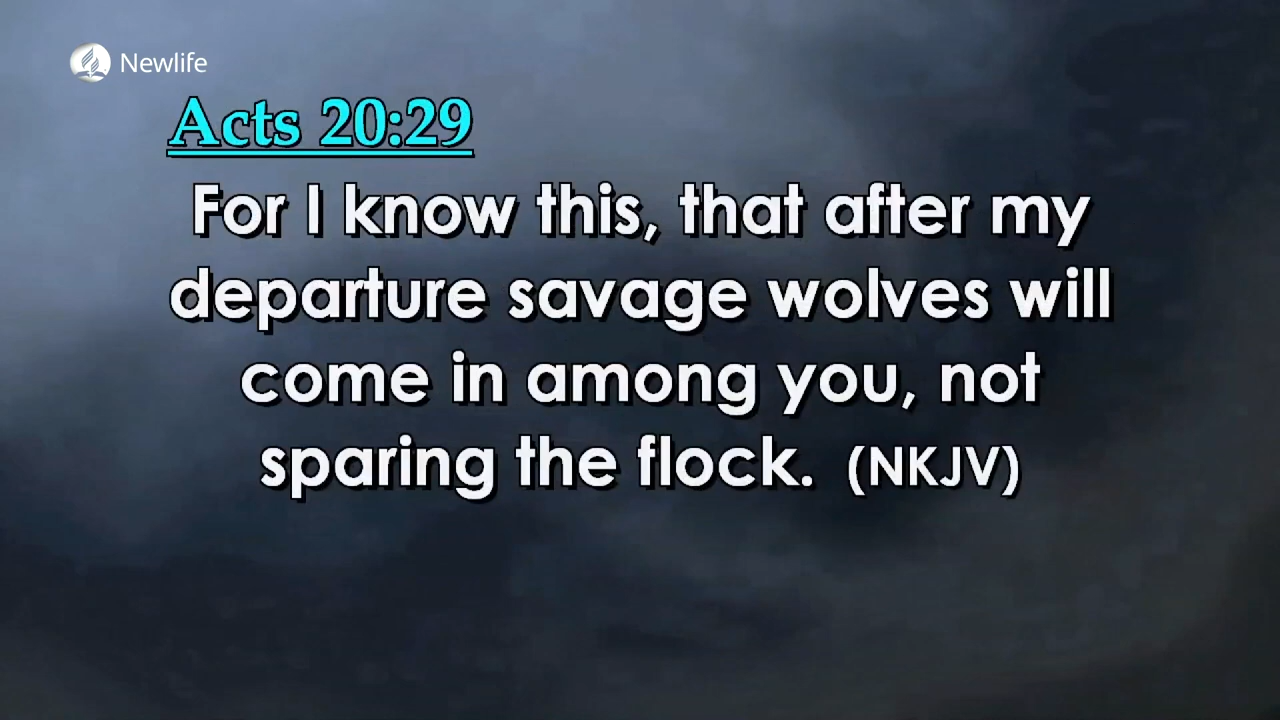 Newlife
Acts 20:29
For I know this, that after my
departure savage wolves will
come in among you, not
sparing the flock. (NKJV)